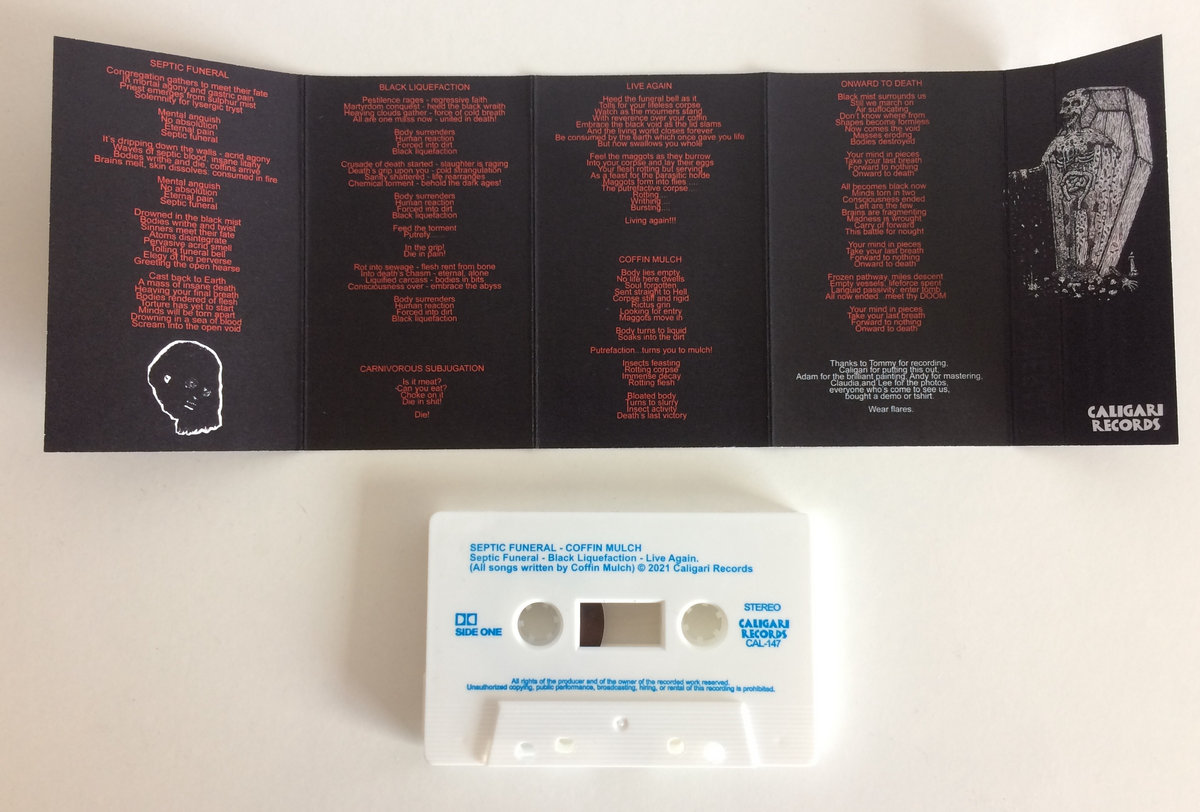 SEPTIC FUNERAL
Congregation gathers to meet their fate
In mortal agony and gastric pain
Priest emerges from sulphur mist
Solemnity for lysergic tryst
Mental anguish
No absolution
Eternal pain
Septic funeral
It's dripping down the walls - acrid agony
Waves of septic blood, insane litany
Bodies writhe and die, coffins arrive
Brains melt, skin dissolves, consumed in fire
Mental anguish
No absolution
Eternal pain
Septic funeral
Drowned in the black mist
Bodies writhe and twist
Sinners meet their fate
Atoms disintegrate
Pervasive acrid smell
Tolling funeral bell
Elegy of the perverse
Greeting the open hearse
Cast back to Earth
A mass of insane death
Heaving your final breath
Bodies rendered of flesh
Torture has yet to start
Minds will be torn apart
Drowning in a sea of blood
Scream into the open void
BLACK LIQUEFACTION
Pestilence rages - regressive faith
Martyrdom conquest - heed the black wraith
Heaving clouds gather - force of cold breath
All are one miliss now - united in death!
Body surrenders
Human reaction
Forced into dirt
Black liquefaction
Crusade of death started - slaughter is raging
Death's grip upon you - cold strangulation
Sanity shattered - life rearranges
Chemical torment - behold the dark ages!
Body surrenders
Human reaction
Forced into dirt
Black liquefaction
Feed the torment
Putrefy......
In the grip!
Die in pain!
Rot into sewage - flesh rent from bone
Into death's chasm - eternal, alone
Liquified carcass - bodies in bits
Consciousness over - embrace the abyss
Body surrenders
Human reaction
Forced into dirt
Black liquefaction
CARNIVOROUS SUBJUGATION
Is it meat?
Can you eat?
Choke on it
Die in shit!
Die!
LIVE AGAIN
Heed the funeral bell as it
Tolls for your lifeless corpse
Watch as the mourners stand
With reverence over your coffin
Embrace the black void as the lid slams
And the living world closes forever
Be consumed by the earth which once gave you life
But now swallows you whole
Feel the maggots as they burrow
Into your corpse and lay their eggs
Your flesh rotting but serving
As a feast for the parasitic horde
Maggots form into flies ....
The putrefactive corpse....
Rotting....
Writhing....
Bursting....
Living again!!!
COFFIN MULCH
Body lies empty
No life here dwells
Soul forgotten
Sent straight to Hell
Corpse stiff and rigid
Rictus grin
Looking for entry
Maggots move in
Body turns to liquid
Soaks into the dirt
Putrefaction...turns you to mulch!
Insects feasting
Rotting corpse
Immense decay
Rotting flesh
Bloated body
Turns to slurry
Insect activity
Death's last victory
ONWARD TO DEATH
Black mist surrounds us
Still we march on
Air suffocating
Don't know where from
Shapes become formless
Now comes the void
Masses eroding
Bodies destroyed
Your mind in pieces
Take your last breath
Forward to nothing
Onward to death
All becomes black now
Minds torn in two
Consciousness ended
Left are the few
Brains are fragmenting
Madness is wrought
Carry of forward
This battle for nought
Your mind in pieces
Take your last breath
Forward to nothing
Onward to death
Frozen pathway, miles descent
Empty vessels, lifeforce spent
Languid passivity, enter tomb
All now ended...meet thy DOOM
Your mind in pieces
Take your last breath
Forward to nothing
Onward to death
Thanks to Tommy for recording,
Caligari for putting this out,
Adam for the brilliant painting, Andy for mastering,
Claudia and Lee for the photos,
everyone who's come to see us,
bought a demo or tshirt.
Wear flares.
CALIGARI
RECORDS
SEPTIC FUNERAL - COFFIN MULCH
Septic Funeral - Black Liquefaction - Live Again.
(All songs written by Coffin Mulch) © 2021 Caligari Records
SIDE ONE
STEREO
CALIGARI
RECORDS
CAL-147
All rights of the producer and of the owner of the recorded work reserved.
Unauthorized copying, public performance, broadcasting, hiring, or rental of this recording is prohibited.